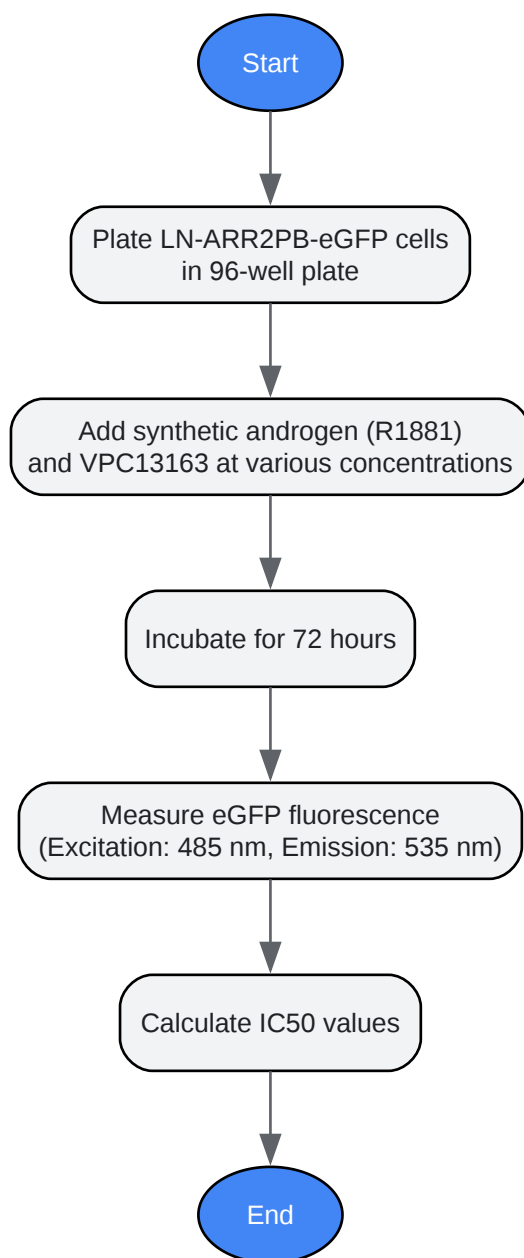 Start
Plate LN-ARR2PB-eGFP cells
in 96-well plate
Add synthetic androgen (R1881)
and VPC13163 at various concentrations
Incubate for 72 hours
Measure eGFP fluorescence
(Excitation: 485 nm, Emission: 535 nm)
Calculate IC50 values
End